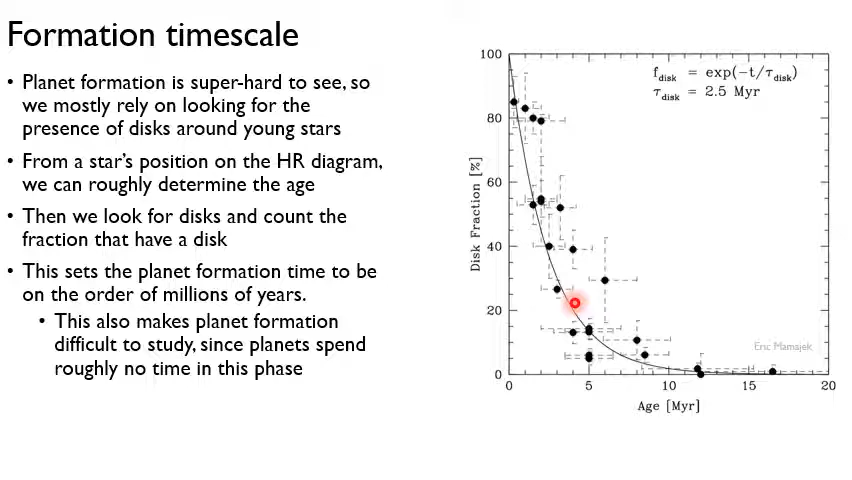 Formation timescale
• Planet formation is super-hard to see, so
we mostly rely on looking for the
presence of disks around young stars
• From a star's position on the HR diagram,
we can roughly determine the age
• Then we look for disks and count the
fraction that have a disk
• This sets the planet formation time to be
on the order of millions of years.
• This also makes planet formation
difficult to study, since planets spend
roughly no time in this phase
f_disk = exp(−t/τ_disk)
τ_disk = 2.5 Myr
Disk Fraction [%]
100
80
60
40
20
0
Eric Mamajek
0 5 10 15 20
Age [Myr]